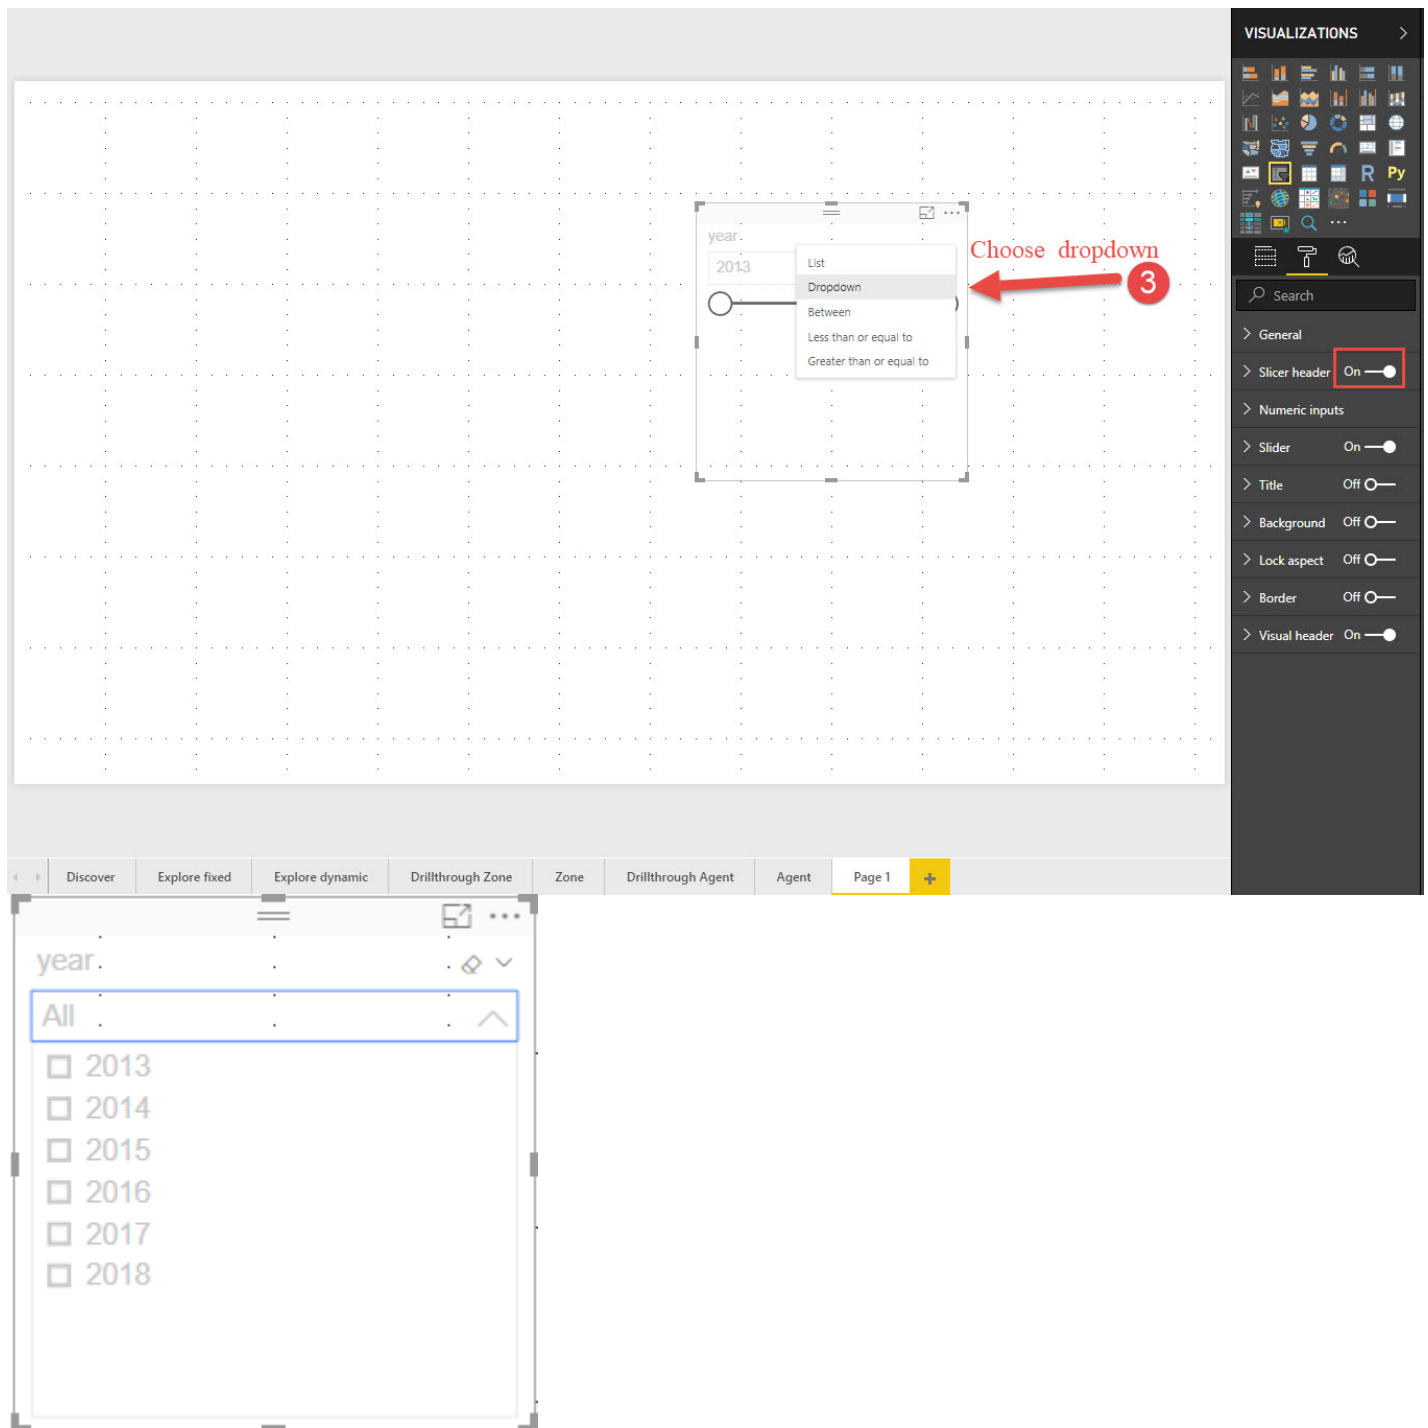 VISUALIZATIONS
R Py
year
2013
List
Dropdown
Between
Less than or equal to
Greater than or equal to
Choose dropdown
3
Search
General
Slicer header On
Numeric inputs
Slider On
Title Off
Background Off
Lock aspect Off
Border Off
Visual header On
Discover Explore fixed Explore dynamic Drillthrough Zone Zone Drillthrough Agent Agent Page 1 +
year
All
2013
2014
2015
2016
2017
2018